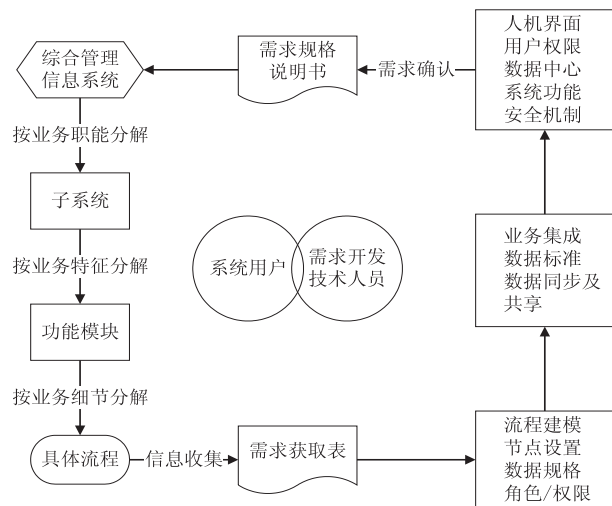 综合管理
信息系统
需求规格
说明书
需求确认
人机界面
用户权限
数据中心
系统功能
安全机制
按业务职能分解
子系统
按业务特征分解
功能模块
按业务细节分解
具体流程
信息收集
需求获取表
系统用户
需求开发
技术人员
业务集成
数据标准
数据同步及
共享
流程建模
节点设置
数据规格
角色/权限